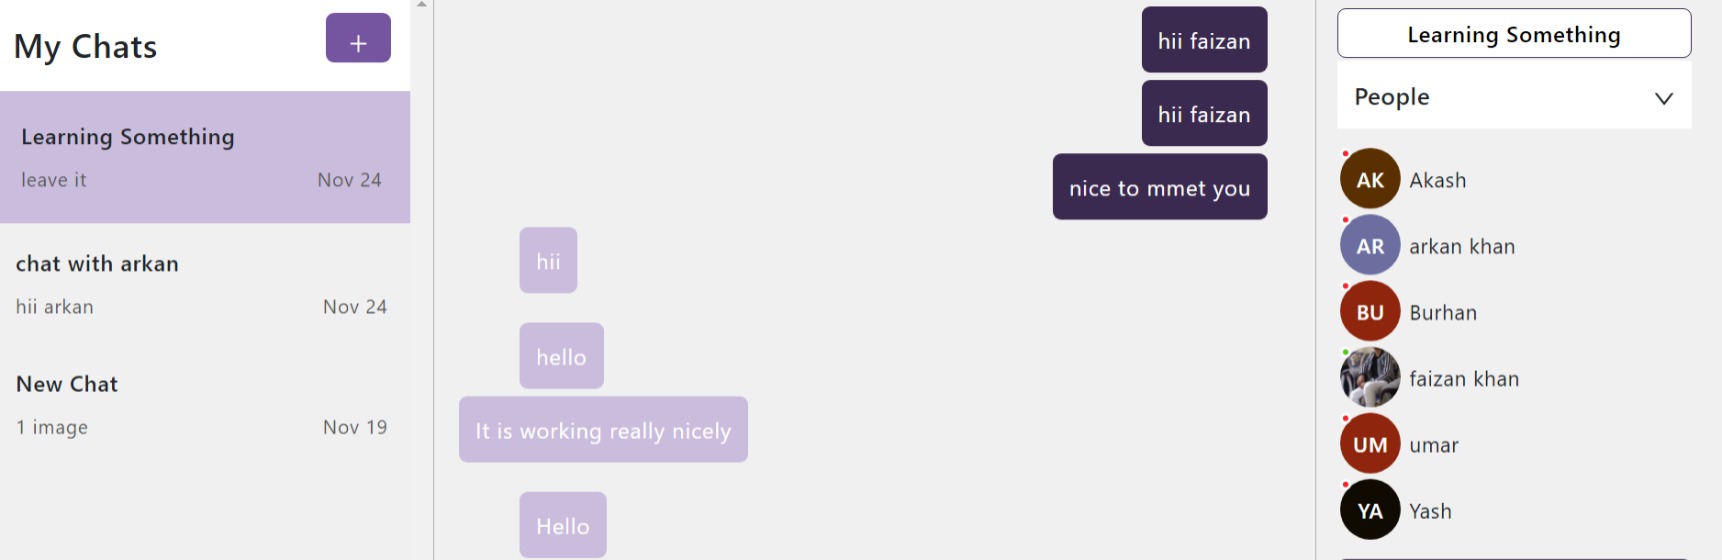 My Chats
+
Learning Something
leave it
Nov 24
chat with arkan
hii arkan
Nov 24
New Chat
1 image
Nov 19
hii faizan
hii faizan
nice to mmet you
hii
hello
It is working really nicely
Hello
Learning Something
People
AK Akash
AR arkan khan
BU Burhan
faizan khan
UM umar
YA Yash